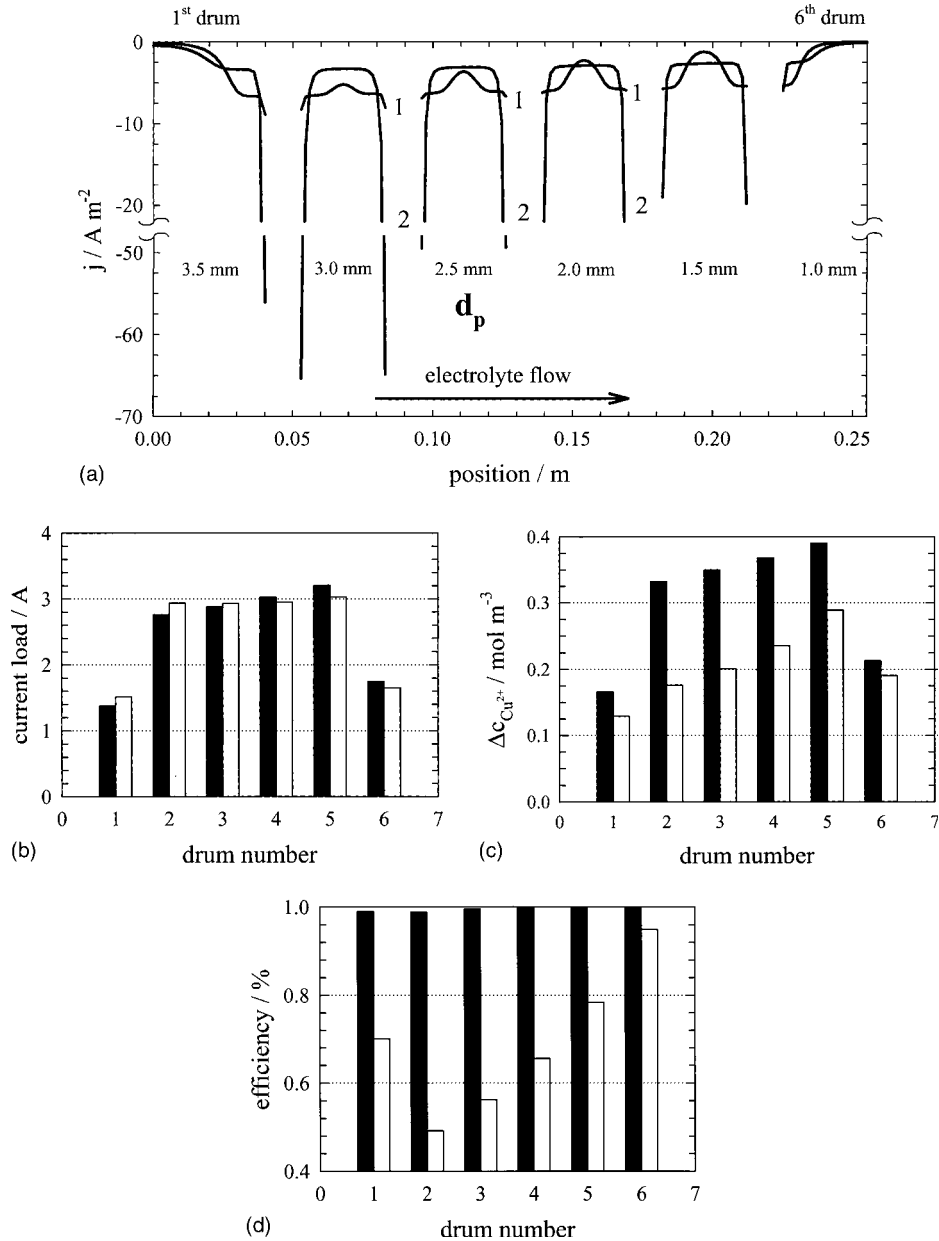 1st drum
6th drum
0
-10
-20
-50
-60
-70
j / A m-2
1
1
1
2
2
2
3.5 mm
3.0 mm
2.5 mm
2.0 mm
1.5 mm
1.0 mm
dp
electrolyte flow
0.00
0.05
0.10
0.15
0.20
0.25
(a)
position / m
4
3
2
1
0
current load / A
0
1
2
3
4
5
6
7
(b)
drum number
0.4
0.3
0.2
0.1
0.0
ΔcCu2+ / mol m-3
0
1
2
3
4
5
6
7
(c)
drum number
1.0
0.8
0.6
0.4
efficiency / %
0
1
2
3
4
5
6
7
(d)
drum number